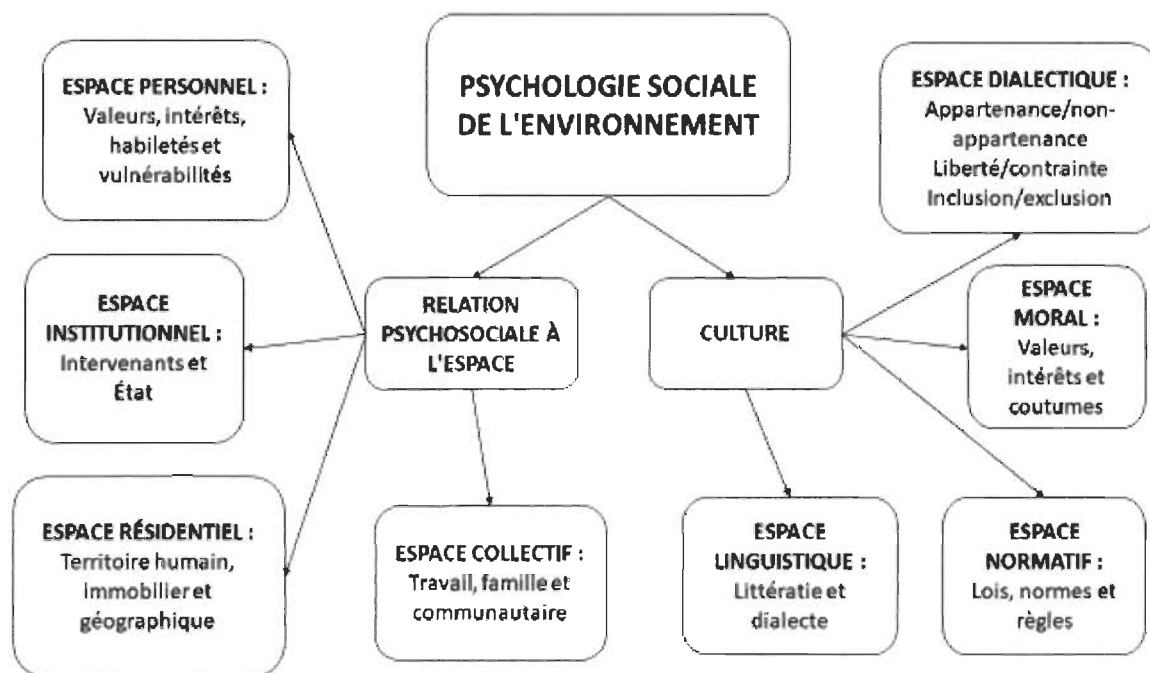 PSYCHOLOGIE SOCIALE
DE L'ENVIRONNEMENT
ESPACE PERSONNEL :
Valeurs, intérêts,
habiletés et
vulnérabilités
ESPACE DIALECTIQUE :
Appartenance/non-
appartenance
Liberté/contrainte
Inclusion/exclusion
ESPACE
INSTITUTIONNEL :
Intervenants et
État
RELATION
PSYCHOSOCIALE À
L'ESPACE
CULTURE
ESPACE
MORAL :
Valeurs,
intérêts et
coutumes
ESPACE RÉSIDENTIEL :
Territoire humain,
immobilier et
géographique
ESPACE COLLECTIF :
Travail, famille et
communautaire
ESPACE
LINGUISTIQUE :
Littératie et
dialecte
ESPACE
NORMATIF :
Lois, normes et
règles